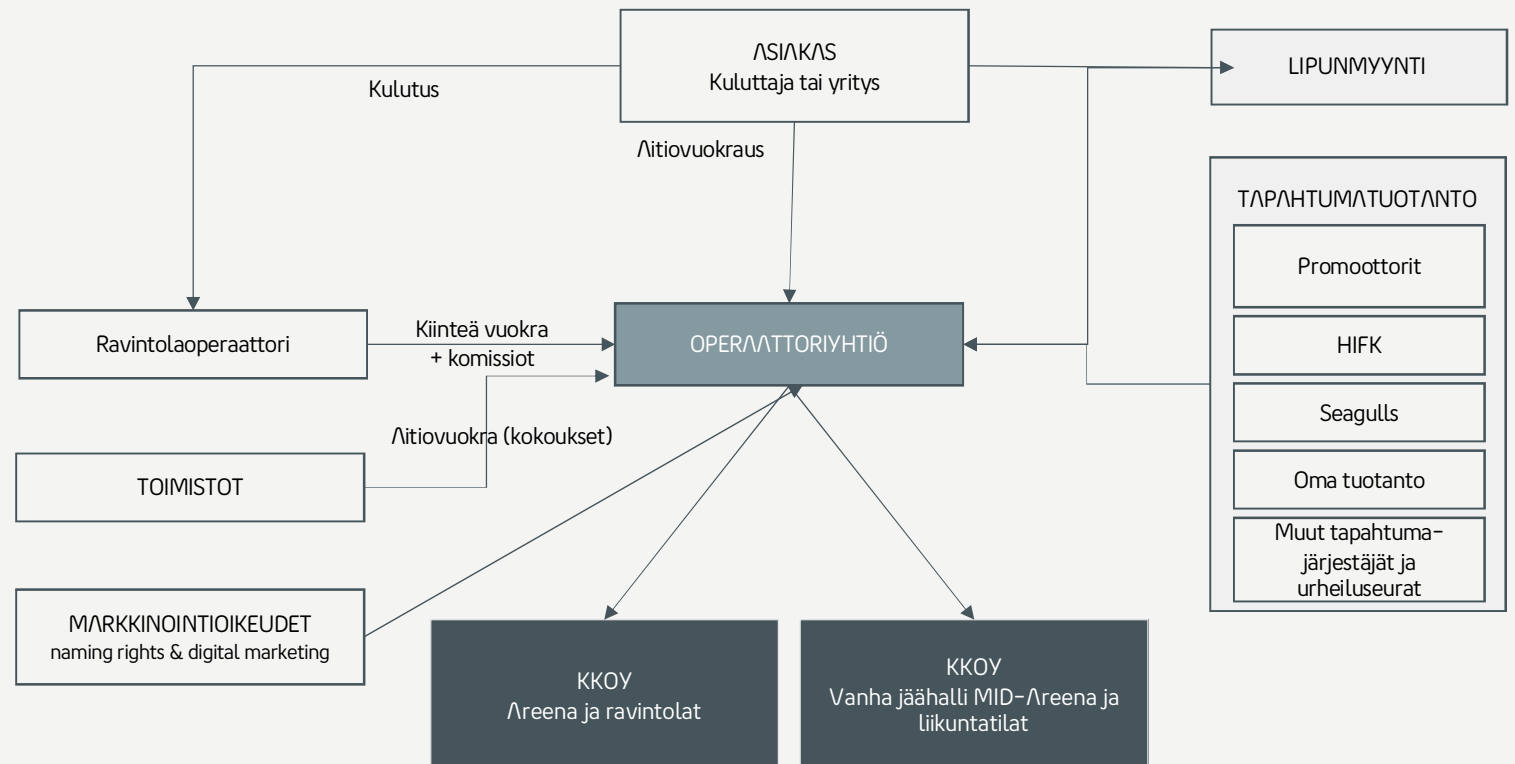 ASIAKAS
Kuluttaja tai yritys
LIPUNMYYNTI
Kulutus
Aitiovuokraus
TAPAHTUMATUOTANTO
Promoottorit
HIFK
Seagulls
Oma tuotanto
Muut tapahtuma-
järjestäjät ja
urheiluseurat
Ravintolaoperaattori
Kiinteä vuokra
+ komissiot
OPERAATTORIYHTIÖ
Aitiovuokra (kokoukset)
TOIMISTOT
MARKKINOINTIOIKEUDET
naming rights & digital marketing
KKOY
Areena ja ravintolat
KKOY
Vanha jäähalli MID-Areena ja
liikuntatilat